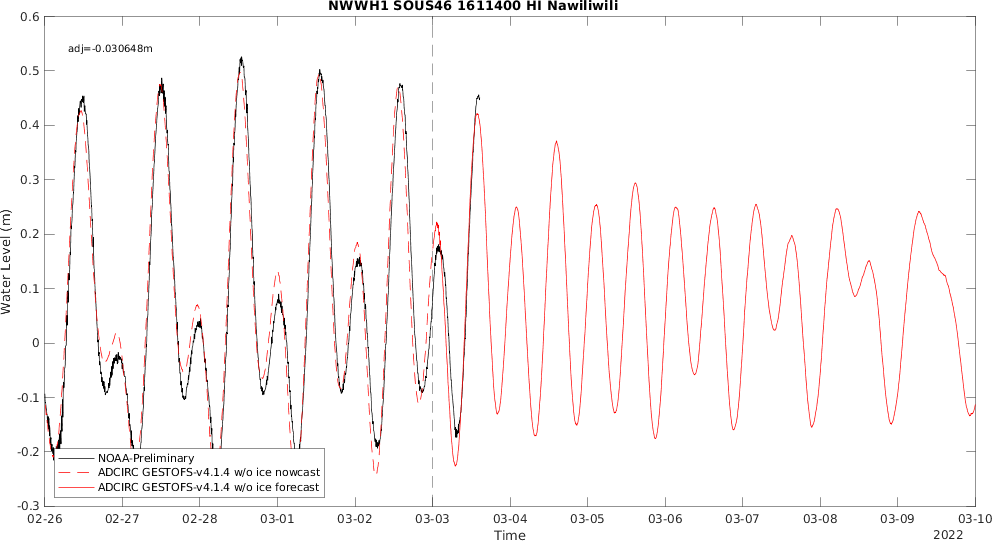 NWWH1 SOUS46 1611400 HI Nawiliwili
adj=-0.030648m
Water Level (m)
0.6
0.5
0.4
0.3
0.2
0.1
0
-0.1
-0.2
-0.3
NOAA-Preliminary
ADCIRC GESTOFS-v4.1.4 w/o ice nowcast
ADCIRC GESTOFS-v4.1.4 w/o ice forecast
02-26 02-27 02-28 03-01 03-02 03-03 03-04 03-05 03-06 03-07 03-08 03-09 03-10
Time
2022